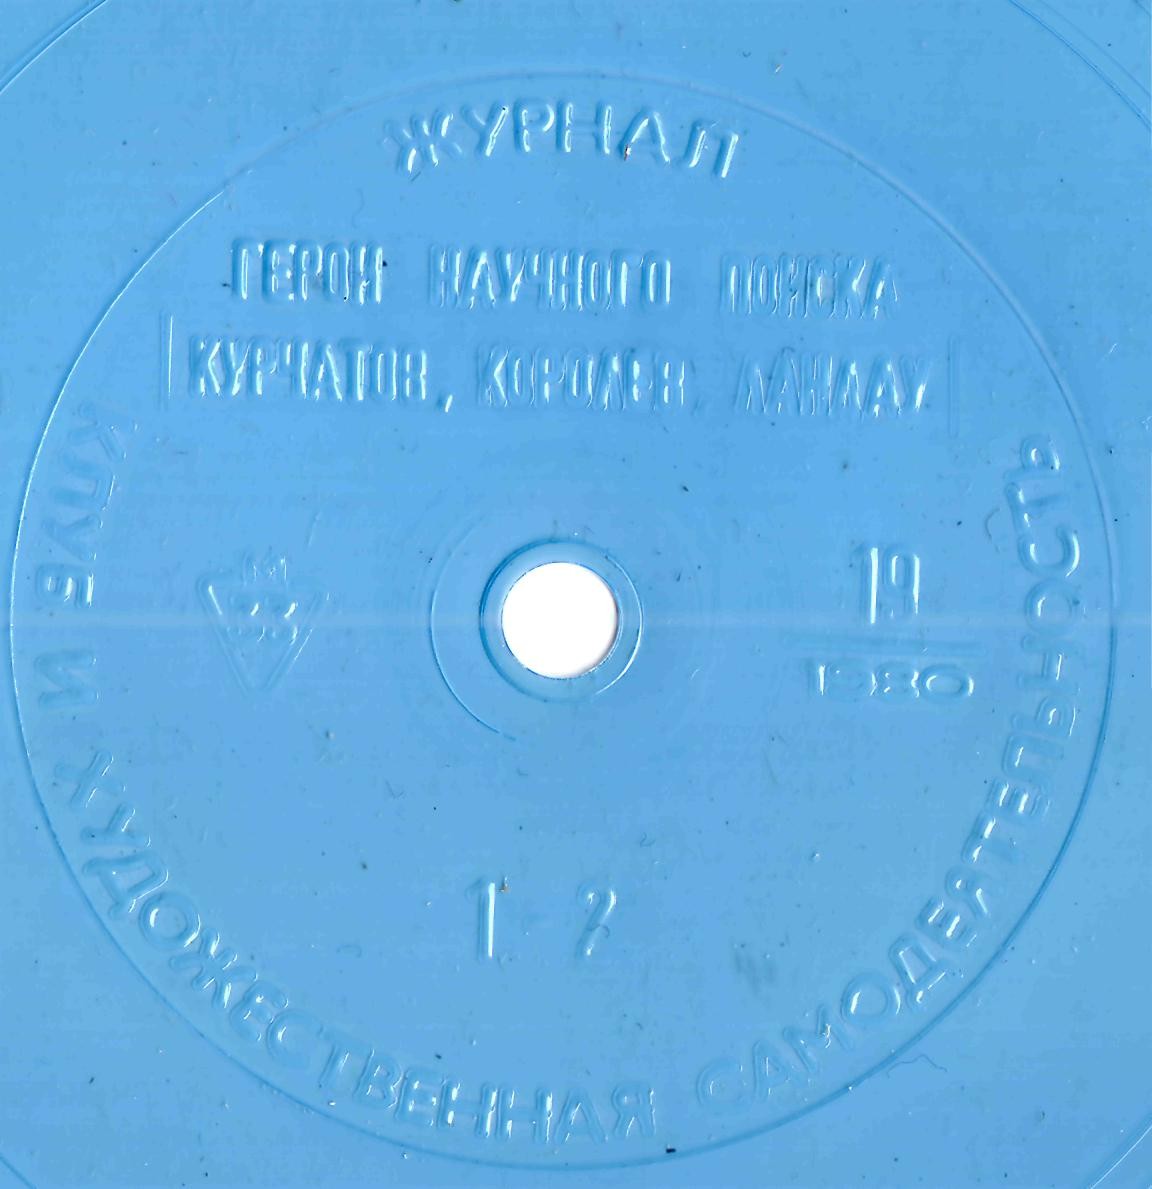 ЖУРНАЛ
ГЕРОИ НАУЧНОГО ПОИСКА
КУРЧАТОВ, КОРОЛЕВ, ЛАНДАУ
19
1980
1 2
КЛУБ И ХУДОЖЕСТВЕННАЯ САМОДЕЯТЕЛЬНОСТЬ